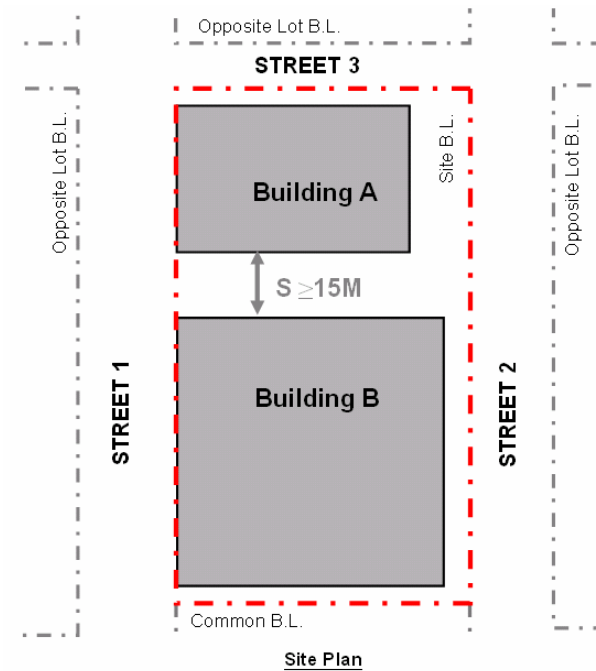 Opposite Lot B.L.
STREET 3
Opposite Lot B.L.
Site B.L.
Opposite Lot B.L.
Building A
S ≥15M
STREET 1
Building B
STREET 2
Common B.L.
Site Plan